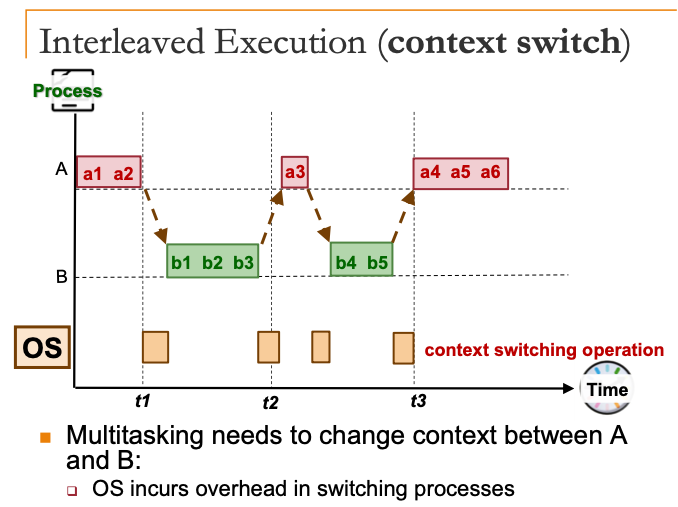 Interleaved Execution (context switch)
Process
A
a1 a2
a3
a4 a5 a6
b1 b2 b3
b4 b5
B
OS
context switching operation
t1
t2
t3
Time
Multitasking needs to change context between A
and B:
OS incurs overhead in switching processes